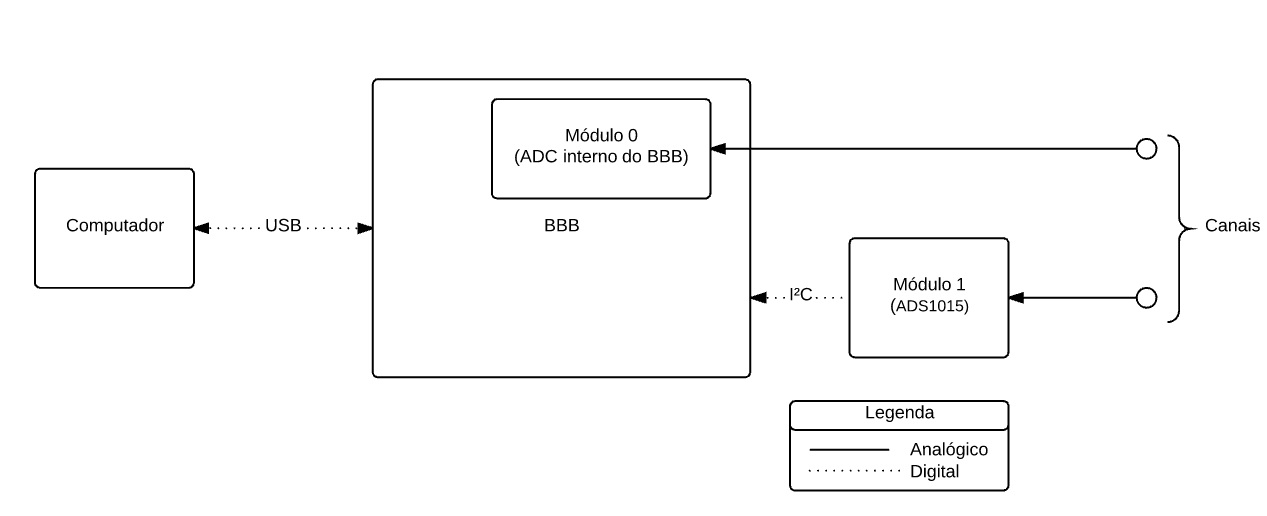 Módulo 0
(ADC interno do BBB)
Computador
USB
BBB
Canais
I²C
Módulo 1
(ADS1015)
Legenda
Analógico
Digital